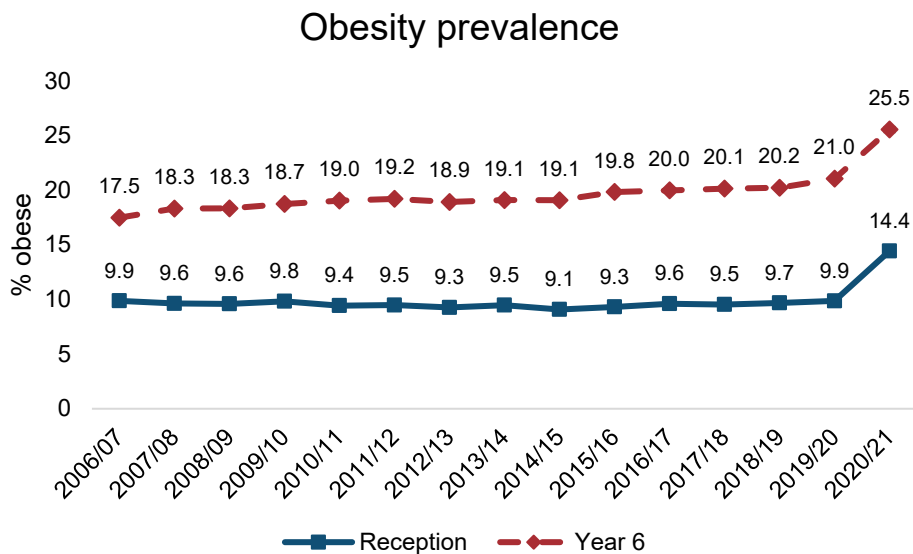 Obesity prevalence
% obese
30
25
20
15
10
5
0
17.5 18.3 18.3 18.7 19.0 19.2 18.9 19.1 19.1 19.8 20.0 20.1 20.2 21.0 25.5
9.9 9.6 9.6 9.8 9.4 9.5 9.3 9.5 9.1 9.3 9.6 9.5 9.7 9.9 14.4
2006/07 2007/08 2008/09 2009/10 2010/11 2011/12 2012/13 2013/14 2014/15 2015/16 2016/17 2017/18 2018/19 2019/20 2020/21
Reception Year 6